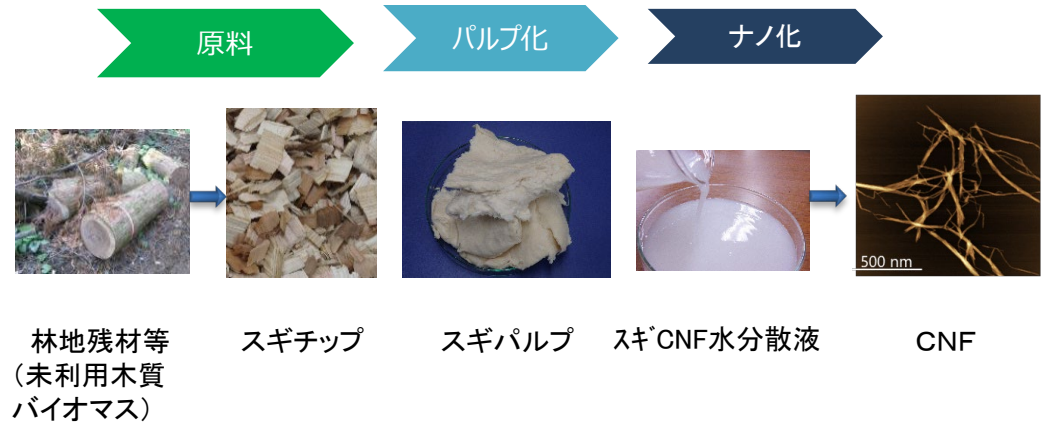 原料
パルプ化
ナノ化
500 nm
林地残材等
（未利用木質
バイオマス）
スギチップ
スギパルプ
ｽｷﾞCNF水分散液
ＣＮＦ